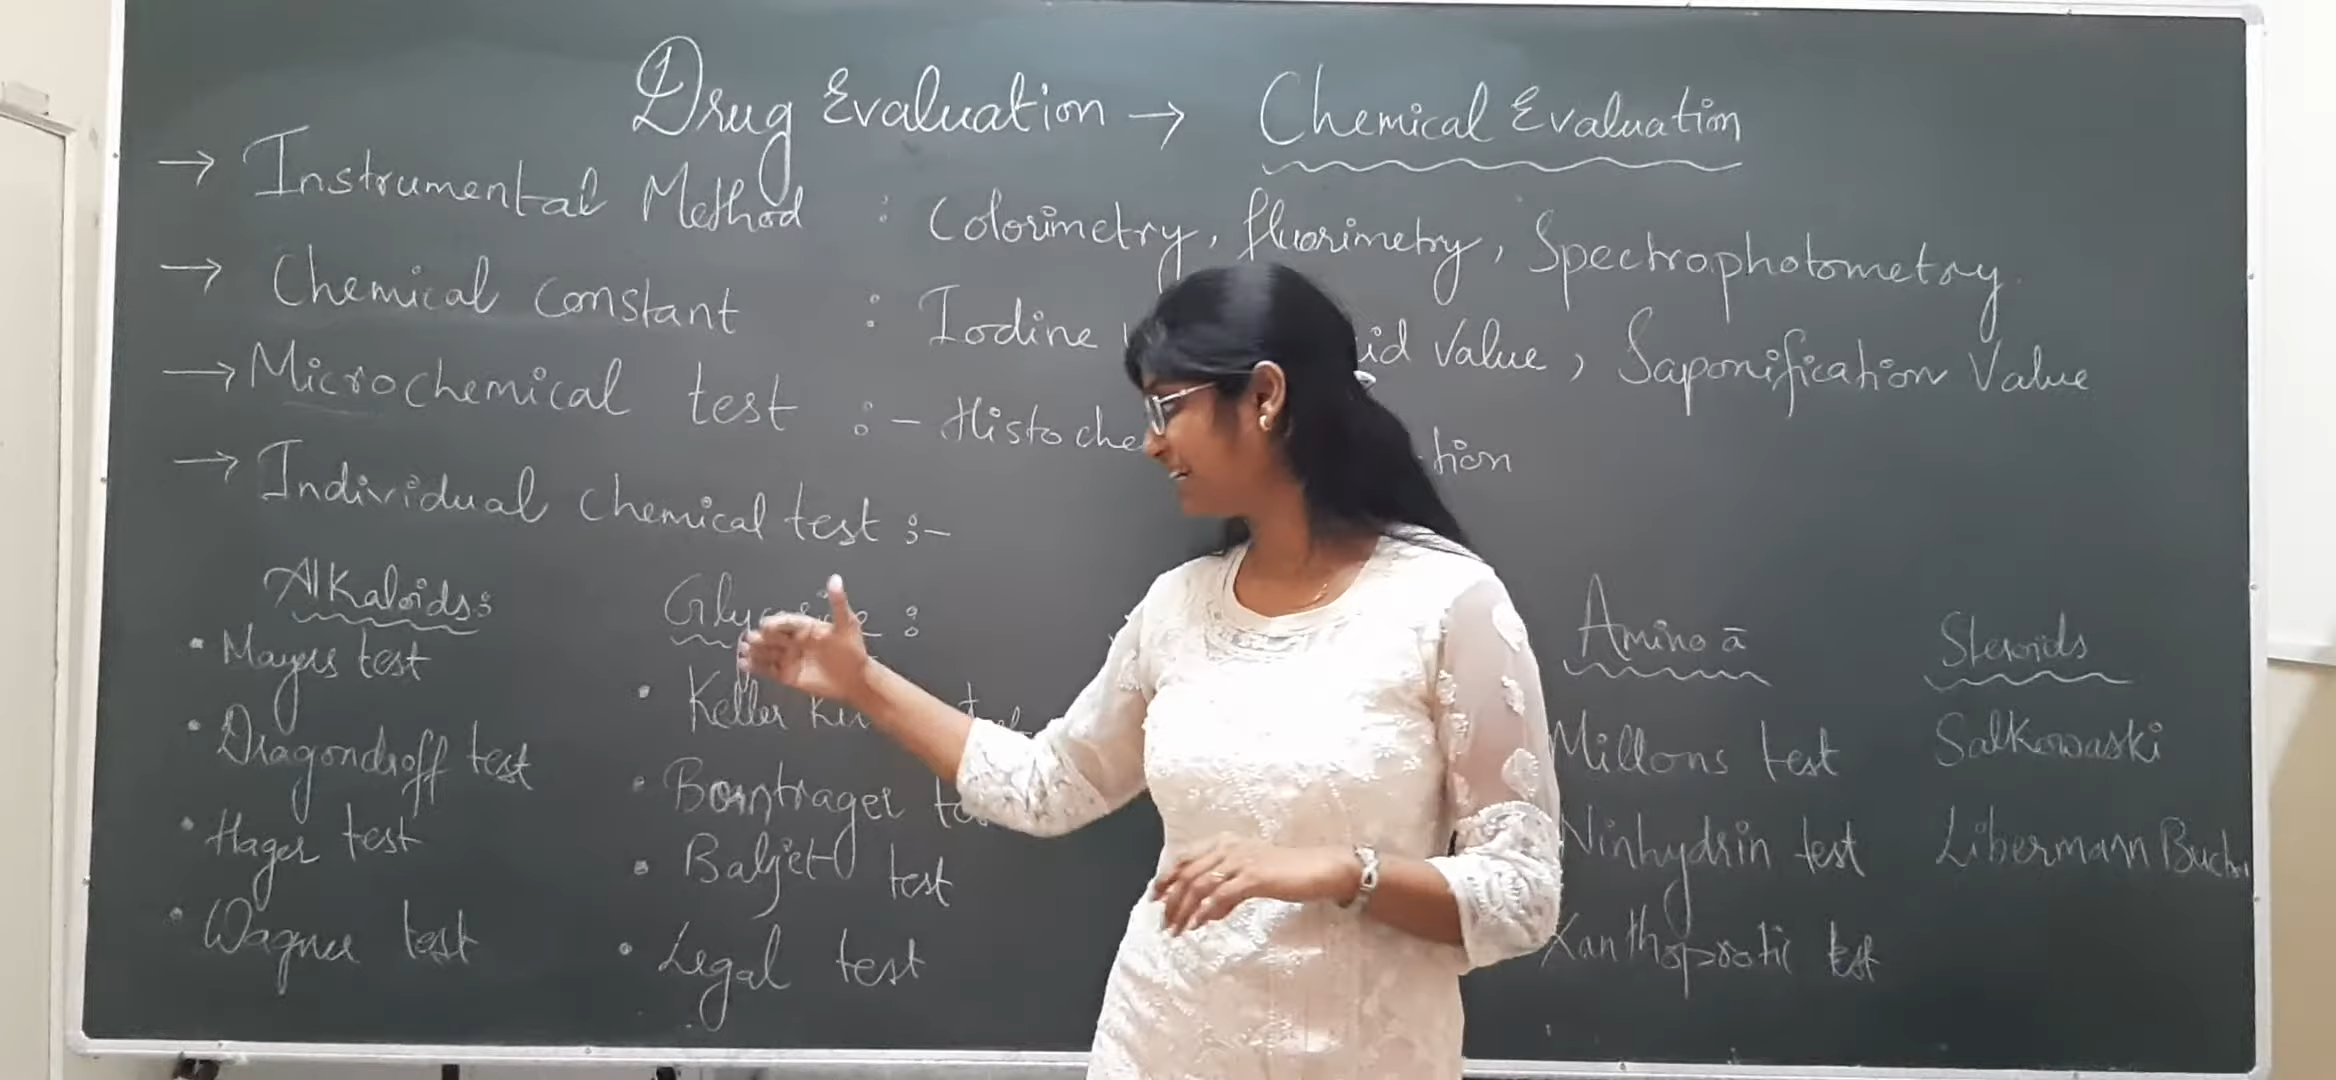 Drug Evaluation → Chemical Evaluation
→ Instrumental Method : Colorimetry, fluorimetry, Spectrophotometry.
→ Chemical constant : Iodine Value, Saponification Value
→ Microchemical test :-
→ Individual chemical test :-
Alkaloids:
• Mayers test
• Dragondroff test
• Hager test
• Wagner test
• Keller
• Borntrager
• Baljet test
• Legal test
Amino ā
Millons test
Ninhydrin test
Xanthoprotic test
Steroids
Salkowaski
Libermann